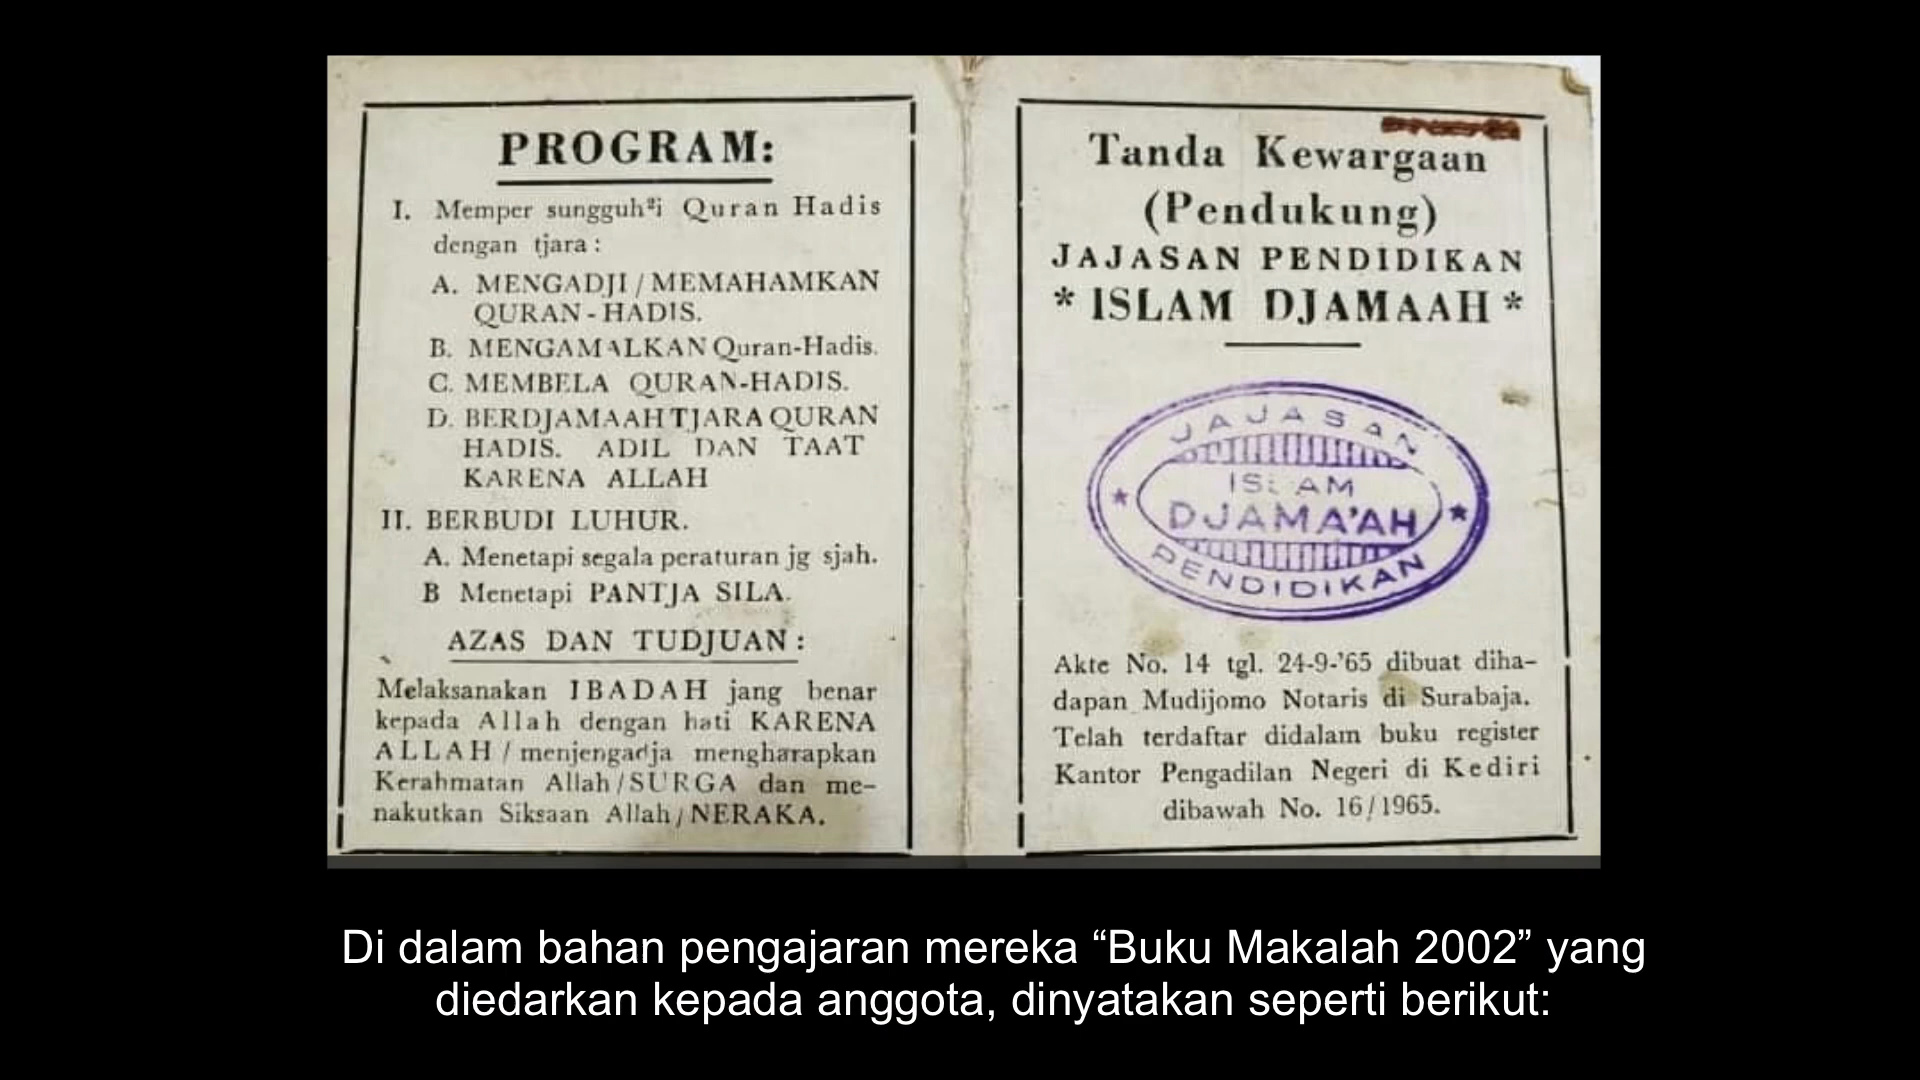 PROGRAM:
I. Memper sungguh²i Quran Hadis
dengan tjara :
A. MENGADJI / MEMAHAMKAN
QURAN - HADIS.
B. MENGAMALKAN Quran-Hadis.
C. MEMBELA QURAN-HADIS.
D. BERDJAMAAH TJARA QURAN
HADIS. ADIL DAN TAAT
KARENA ALLAH
II. BERBUDI LUHUR.
A. Menetapi segala peraturan jg sjah.
B Menetapi PANTJA SILA.
AZAS DAN TUDJUAN :
Melaksanakan IBADAH jang benar
kepada Allah dengan hati KARENA
ALLAH / menjengadja mengharapkan
Kerahmatan Allah/SURGA dan me-
nakutkan Siksaan Allah/NERAKA.
Tanda Kewargaan
(Pendukung)
JAJASAN PENDIDIKAN
* ISLAM DJAMAAH *
JAJASAN
ISLAM
DJAMA'AH
PENDIDIKAN
Akte No. 14 tgl. 24-9-'65 dibuat diha-
dapan Mudijomo Notaris di Surabaja.
Telah terdaftar didalam buku register
Kantor Pengadilan Negeri di Kediri
dibawah No. 16/1965.
Di dalam bahan pengajaran mereka “Buku Makalah 2002” yang
diedarkan kepada anggota, dinyatakan seperti berikut: